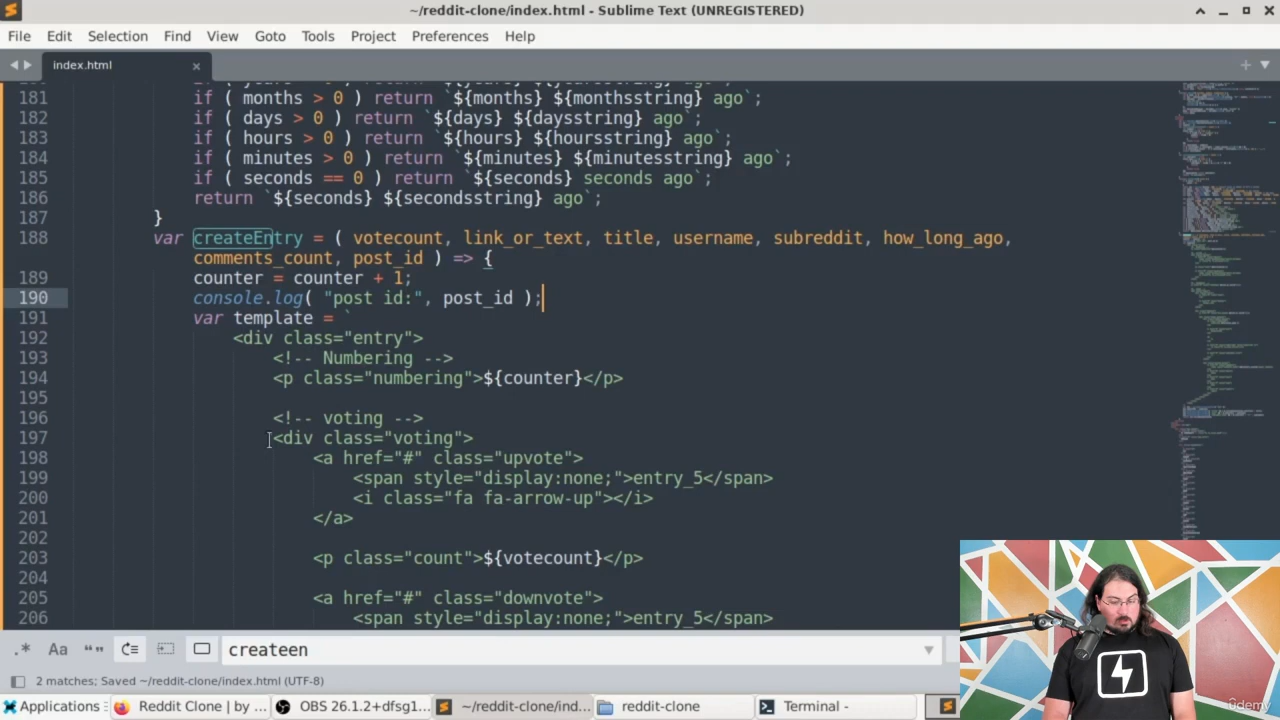 ~/reddit-clone/index.html - Sublime Text (UNREGISTERED)
File Edit Selection Find View Goto Tools Project Preferences Help
index.html
181 if ( months > 0 ) return `${months} ${monthsstring} ago`;
182 if ( days > 0 ) return `${days} ${daysstring} ago`;
183 if ( hours > 0 ) return `${hours} ${hoursstring} ago`;
184 if ( minutes > 0 ) return `${minutes} ${minutesstring} ago`;
185 if ( seconds == 0 ) return `${seconds} seconds ago`;
186 return `${seconds} ${secondsstring} ago`;
187 }
188 var createEntry = ( votecount, link_or_text, title, username, subreddit, how_long_ago,
comments_count, post_id ) => {
189 counter = counter + 1;
190 console.log( "post id:", post_id );
191 var template = `
192 <div class="entry">
193 <!-- Numbering -->
194 <p class="numbering">${counter}</p>
195
196 <!-- voting -->
197 <div class="voting">
198 <a href="#" class="upvote">
199 <span style="display:none;">entry_5</span>
200 <i class="fa fa-arrow-up"></i>
201 </a>
202
203 <p class="count">${votecount}</p>
204
205 <a href="#" class="downvote">
206 <span style="display:none;">entry_5</span>
.* Aa “” createen
2 matches; Saved ~/reddit-clone/index.html (UTF-8)
Applications Reddit Clone | by ... OBS 26.1.2+dfsg1... ~/reddit-clone/ind... reddit-clone Terminal -
ûdemy